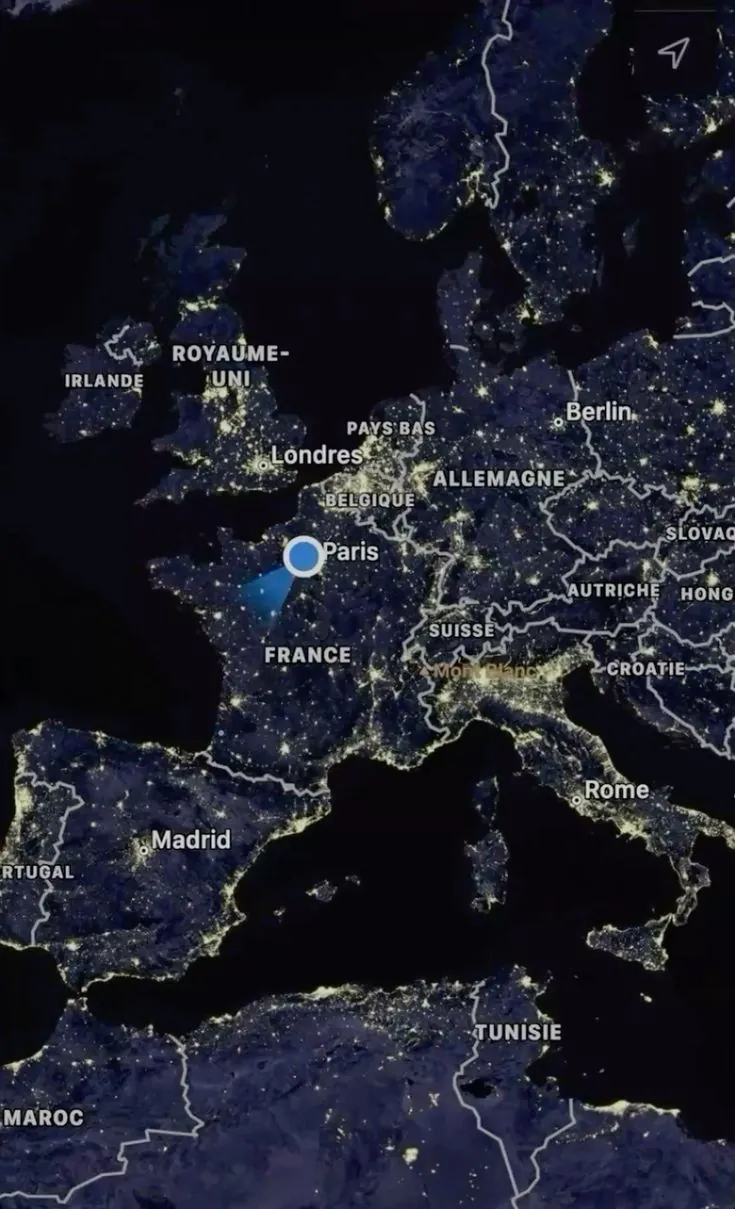 ROYAUME-
UNI
IRLANDE
Berlin
PAYS BAS
Londres
ALLEMAGNE
BELGIQUE
SLOVAQ
Paris
AUTRICHE
HONG
SUISSE
FRANCE
CROATIE
Mont Blanc
Rome
Madrid
RTUGAL
TUNISIE
MAROC